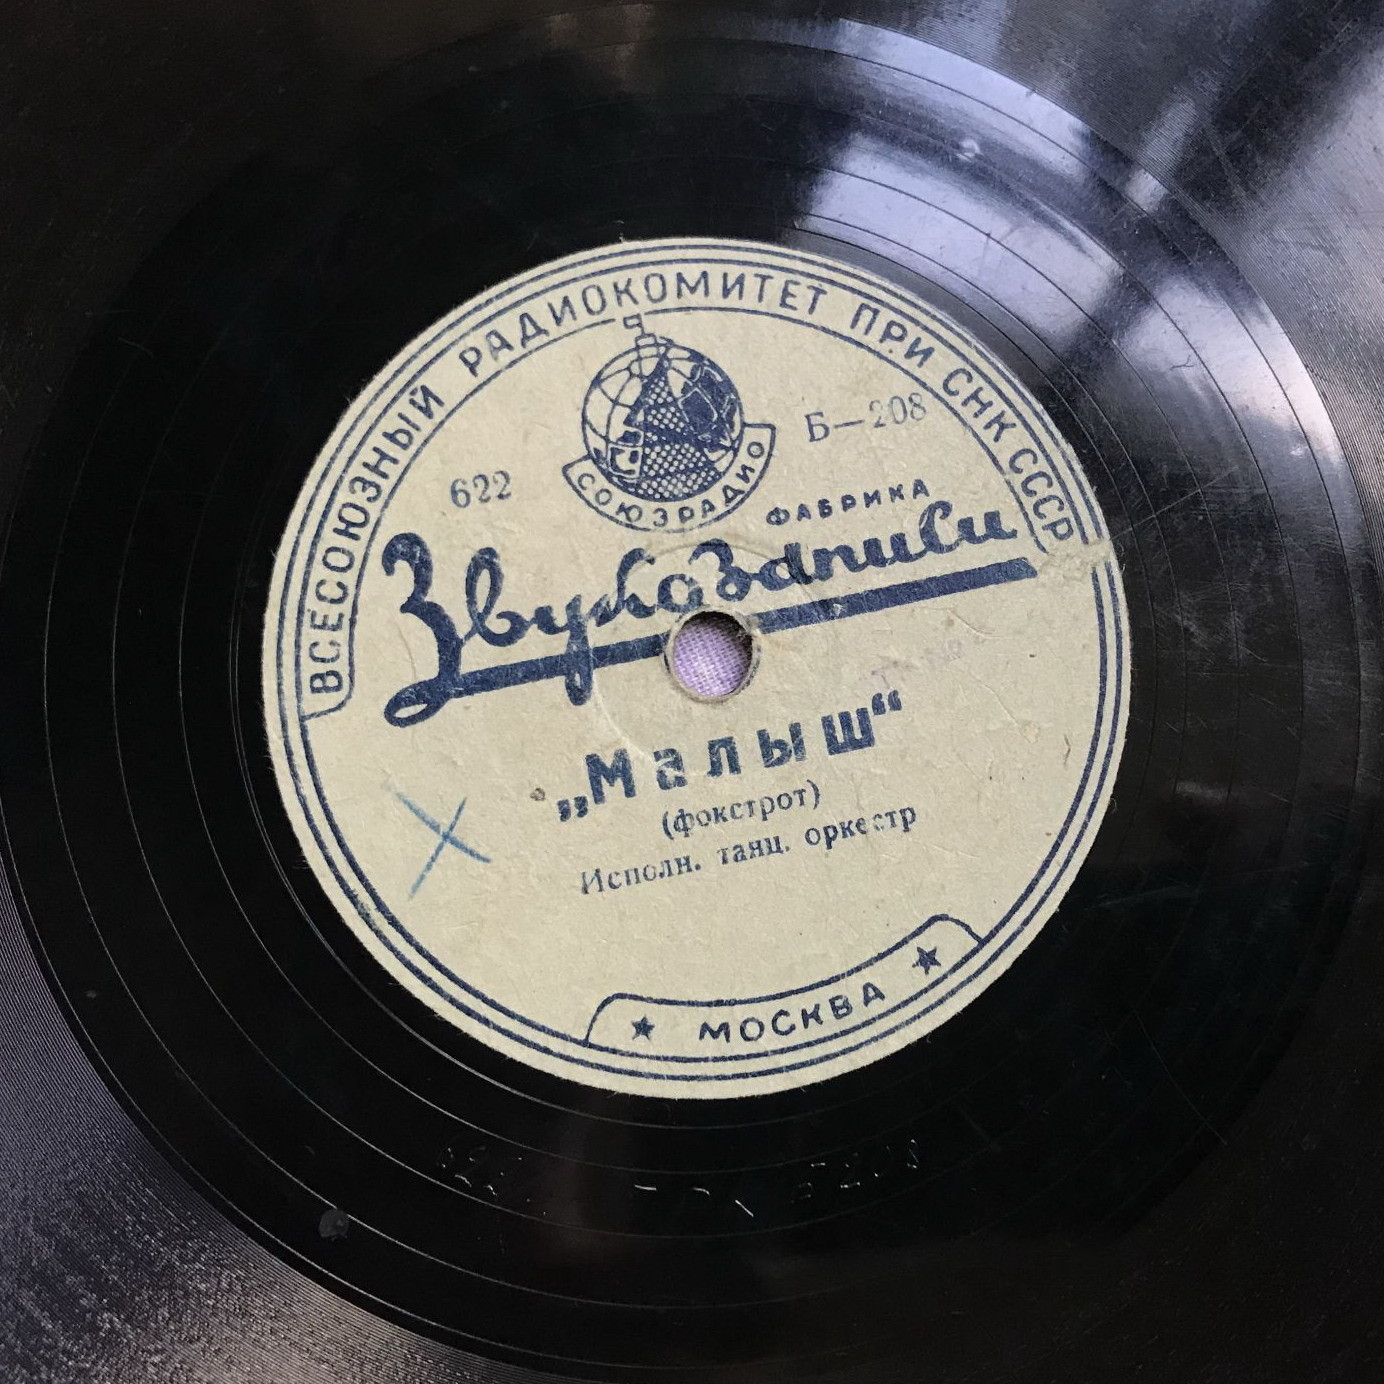 ВСЕСОЮЗНЫЙ РАДИОКОМИТЕТ ПРИ СНК СССР
622
СОЮЗРАДИО
Б—208
ФАБРИКА
Звукозаписи
„Малыш“
(фокстрот)
Исполн. танц. оркестр
★ МОСКВА ★